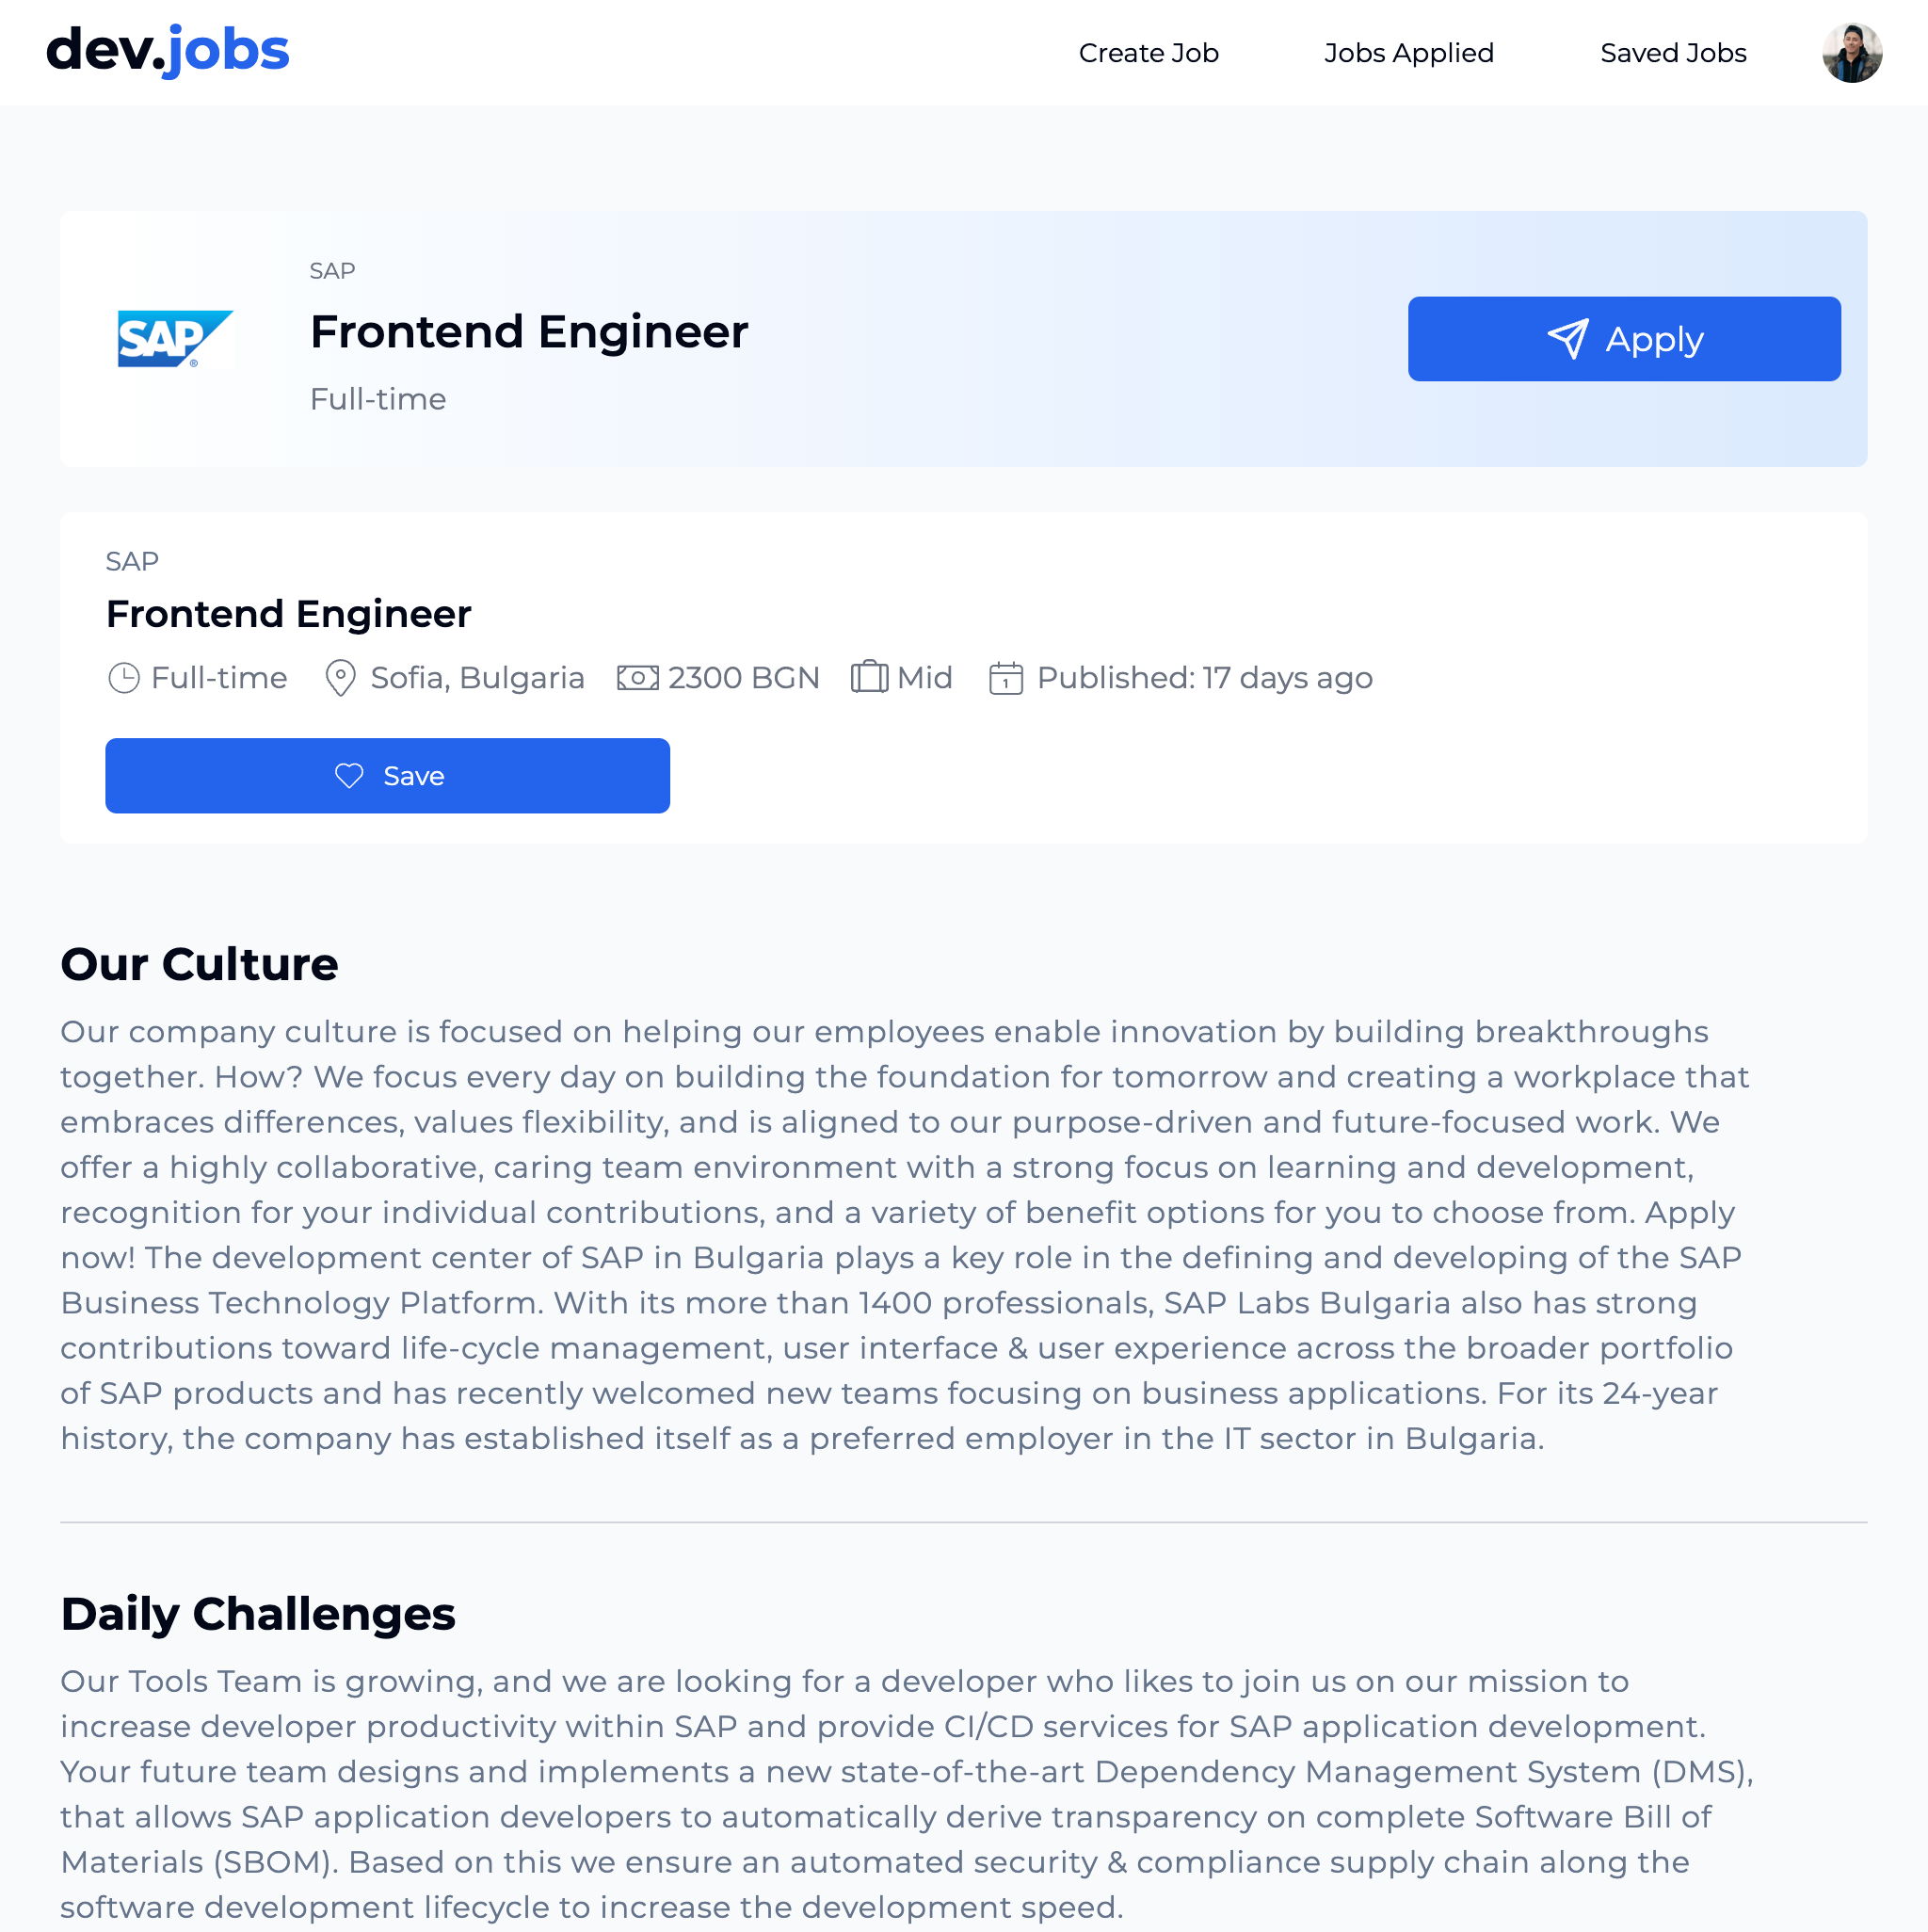 dev.jobs
Create Job
Jobs Applied
Saved Jobs
SAP
SAP
®
Frontend Engineer
Full-time
Apply
SAP
Frontend Engineer
Full-time Sofia, Bulgaria 2300 BGN Mid 1 Published: 17 days ago
Save
Our Culture
Our company culture is focused on helping our employees enable innovation by building breakthroughs
together. How? We focus every day on building the foundation for tomorrow and creating a workplace that
embraces differences, values flexibility, and is aligned to our purpose-driven and future-focused work. We
offer a highly collaborative, caring team environment with a strong focus on learning and development,
recognition for your individual contributions, and a variety of benefit options for you to choose from. Apply
now! The development center of SAP in Bulgaria plays a key role in the defining and developing of the SAP
Business Technology Platform. With its more than 1400 professionals, SAP Labs Bulgaria also has strong
contributions toward life-cycle management, user interface & user experience across the broader portfolio
of SAP products and has recently welcomed new teams focusing on business applications. For its 24-year
history, the company has established itself as a preferred employer in the IT sector in Bulgaria.
Daily Challenges
Our Tools Team is growing, and we are looking for a developer who likes to join us on our mission to
increase developer productivity within SAP and provide CI/CD services for SAP application development.
Your future team designs and implements a new state-of-the-art Dependency Management System (DMS),
that allows SAP application developers to automatically derive transparency on complete Software Bill of
Materials (SBOM). Based on this we ensure an automated security & compliance supply chain along the
software development lifecycle to increase the development speed.